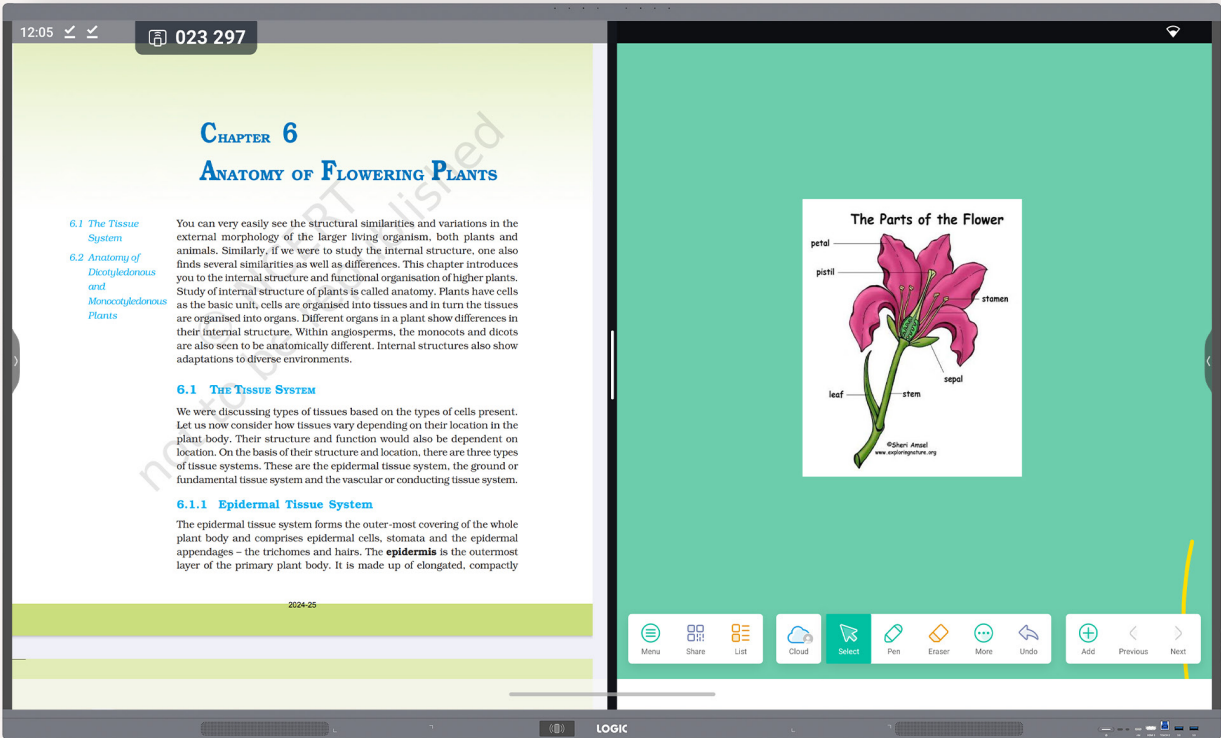 12:05
023 297
CHAPTER 6
ANATOMY OF FLOWERING PLANTS
6.1 The Tissue
System
6.2 Anatomy of
Dicotyledonous
and
Monocotyledonous
Plants
You can very easily see the structural similarities and variations in the
external morphology of the larger living organism, both plants and
animals. Similarly, if we were to study the internal structure, one also
finds several similarities as well as differences. This chapter introduces
you to the internal structure and functional organisation of higher plants.
Study of internal structure of plants is called anatomy. Plants have cells
as the basic unit, cells are organised into tissues and in turn the tissues
are organised into organs. Different organs in a plant show differences in
their internal structure. Within angiosperms, the monocots and dicots
are also seen to be anatomically different. Internal structures also show
adaptations to diverse environments.
6.1 THE TISSUE SYSTEM
We were discussing types of tissues based on the types of cells present.
Let us now consider how tissues vary depending on their location in the
plant body. Their structure and function would also be dependent on
location. On the basis of their structure and location, there are three types
of tissue systems. These are the epidermal tissue system, the ground or
fundamental tissue system and the vascular or conducting tissue system.
6.1.1 Epidermal Tissue System
The epidermal tissue system forms the outer-most covering of the whole
plant body and comprises epidermal cells, stomata and the epidermal
appendages – the trichomes and hairs. The epidermis is the outermost
layer of the primary plant body. It is made up of elongated, compactly
2024-25
© NCERT
not to be republished
The Parts of the Flower
petal
pistil
stamen
sepal
leaf
stem
©Sheri Amsel
www.exploringnature.org
Menu Share List Cloud Select Pen Eraser More Undo Add Previous Next
LOGIC